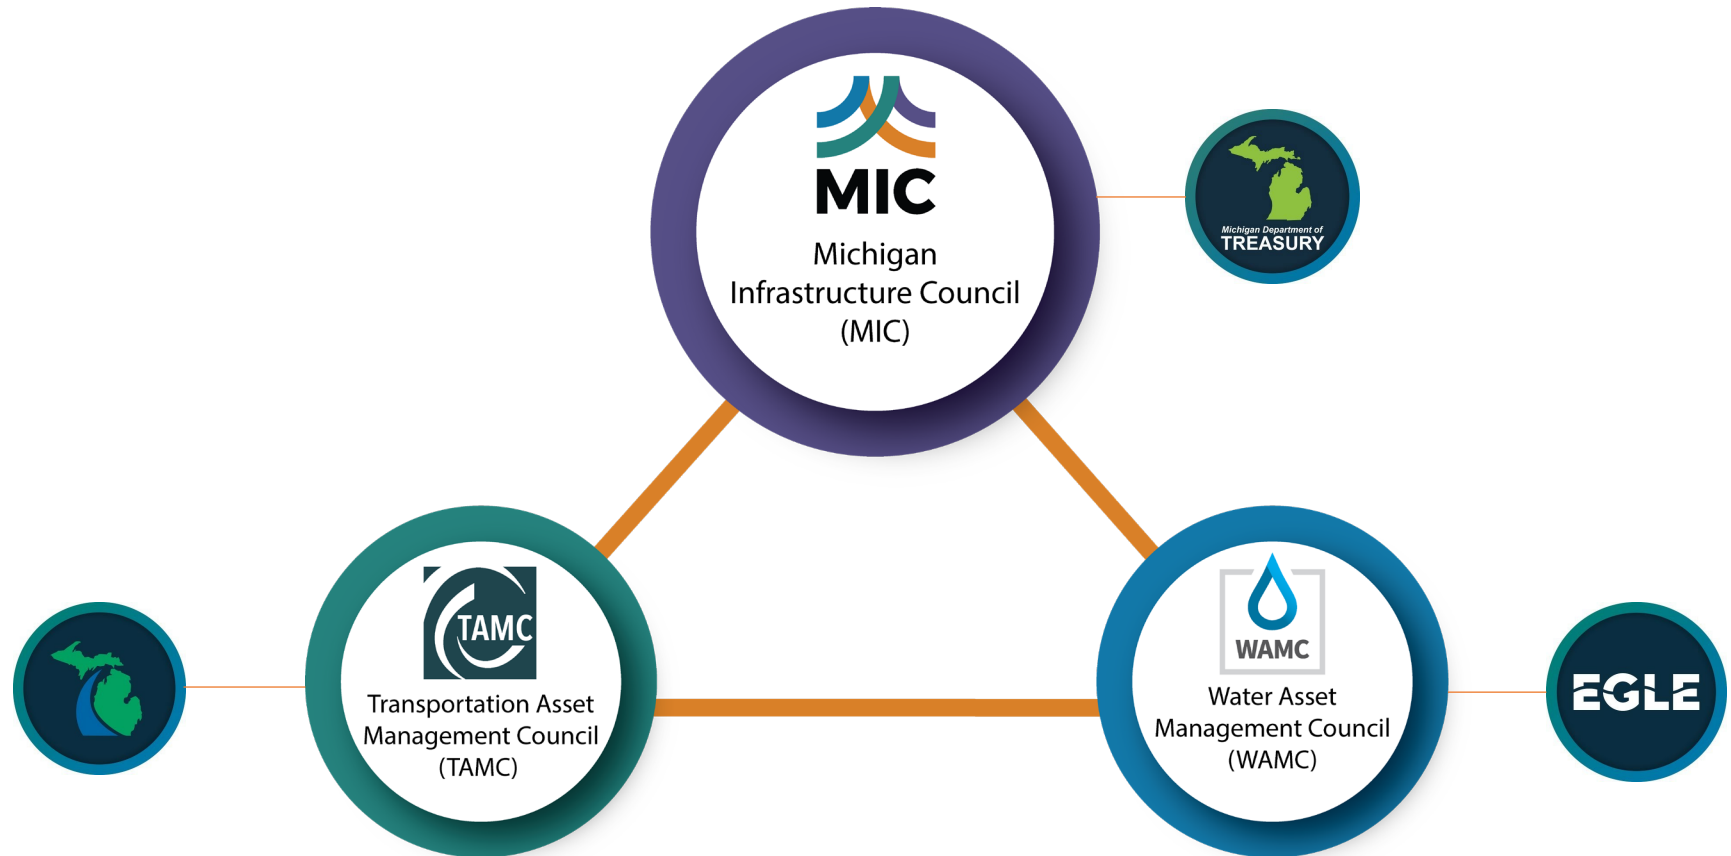 MIC
Michigan
Infrastructure Council
(MIC)
Michigan Department of
TREASURY
TAMC
Transportation Asset
Management Council
(TAMC)
WAMC
Water Asset
Management Council
(WAMC)
EGLE